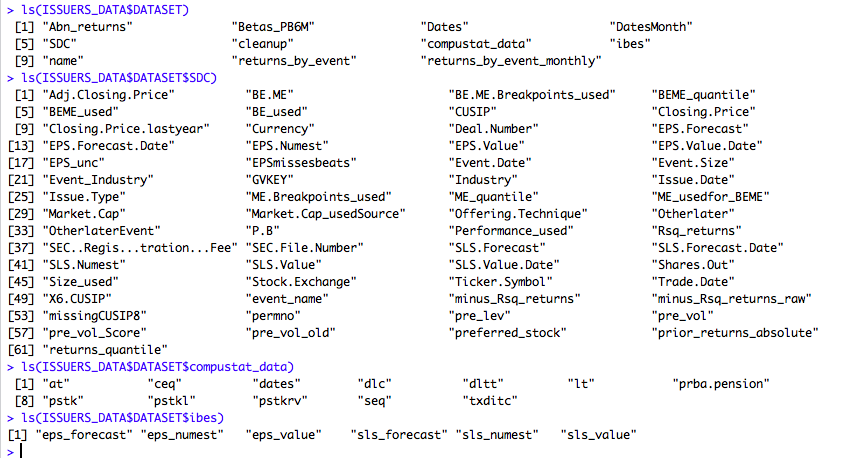 > ls(ISSUERS_DATA$DATASET)
[1] "Abn_returns" "Betas_PB6M" "Dates" "DatesMonth"
[5] "SDC" "cleanup" "compustat_data" "ibes"
[9] "name" "returns_by_event" "returns_by_event_monthly"
> ls(ISSUERS_DATA$DATASET$SDC)
[1] "Adj.Closing.Price" "BE.ME" "BE.ME.Breakpoints_used" "BEME_quantile"
[5] "BEME_used" "BE_used" "CUSIP" "Closing.Price"
[9] "Closing.Price.lastyear" "Currency" "Deal.Number" "EPS.Forecast"
[13] "EPS.Forecast.Date" "EPS.Numest" "EPS.Value" "EPS.Value.Date"
[17] "EPS_unc" "EPSmissesbeats" "Event.Date" "Event.Size"
[21] "Event_Industry" "GVKEY" "Industry" "Issue.Date"
[25] "Issue.Type" "ME.Breakpoints_used" "ME_quantile" "ME_usedfor_BEME"
[29] "Market.Cap" "Market.Cap_usedSource" "Offering.Technique" "Otherlater"
[33] "OtherlaterEvent" "P.B" "Performance_used" "Rsq_returns"
[37] "SEC..Regis...tration...Fee" "SEC.File.Number" "SLS.Forecast" "SLS.Forecast.Date"
[41] "SLS.Numest" "SLS.Value" "SLS.Value.Date" "Shares.Out"
[45] "Size_used" "Stock.Exchange" "Ticker.Symbol" "Trade.Date"
[49] "X6.CUSIP" "event_name" "minus_Rsq_returns" "minus_Rsq_returns_raw"
[53] "missingCUSIP8" "permno" "pre_lev" "pre_vol"
[57] "pre_vol_Score" "pre_vol_old" "preferred_stock" "prior_returns_absolute"
[61] "returns_quantile"
> ls(ISSUERS_DATA$DATASET$compustat_data)
[1] "at" "ceq" "dates" "dlc" "dltt" "lt" "prba.pension"
[8] "pstk" "pstkl" "pstkrv" "seq" "txditc"
> ls(ISSUERS_DATA$DATASET$ibes)
[1] "eps_forecast" "eps_numest" "eps_value" "sls_forecast" "sls_numest" "sls_value"
>